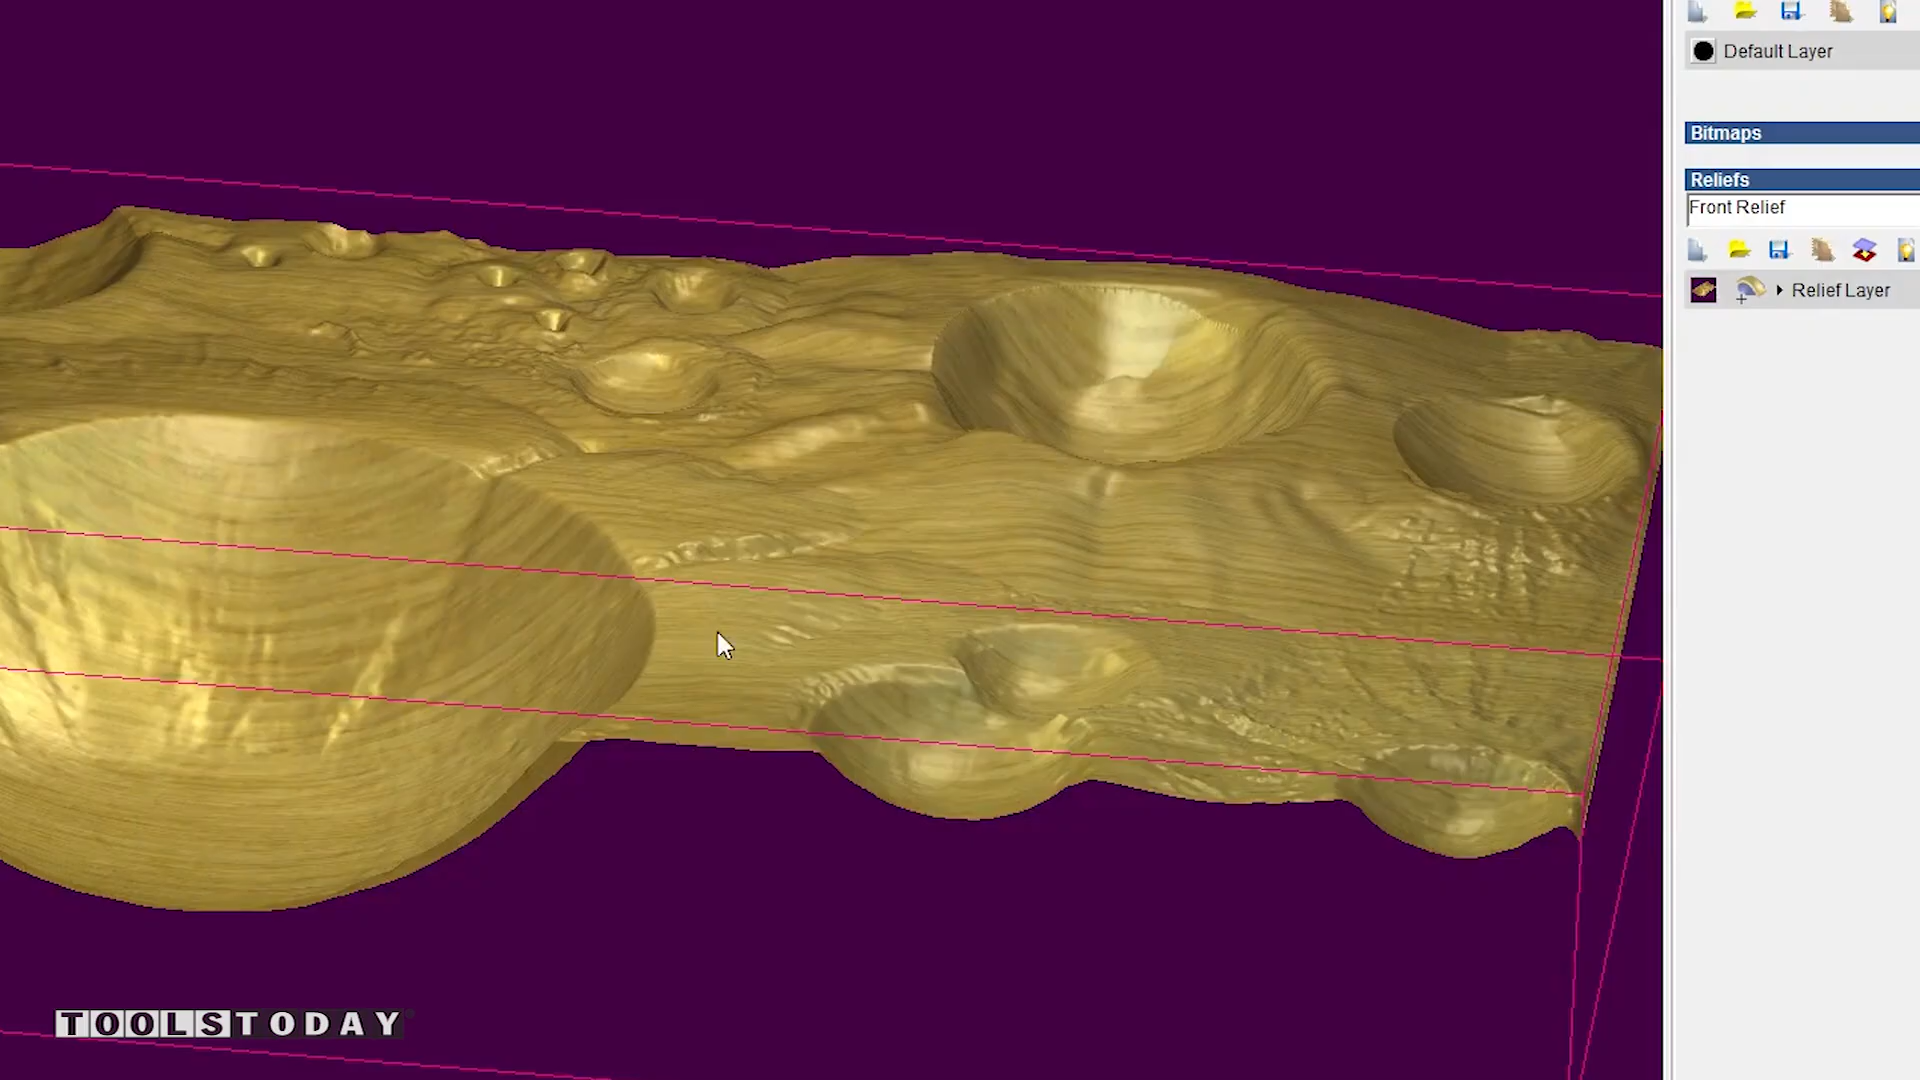 Default Layer
Bitmaps
Reliefs
Front Relief
Relief Layer
TOOLSTODAY